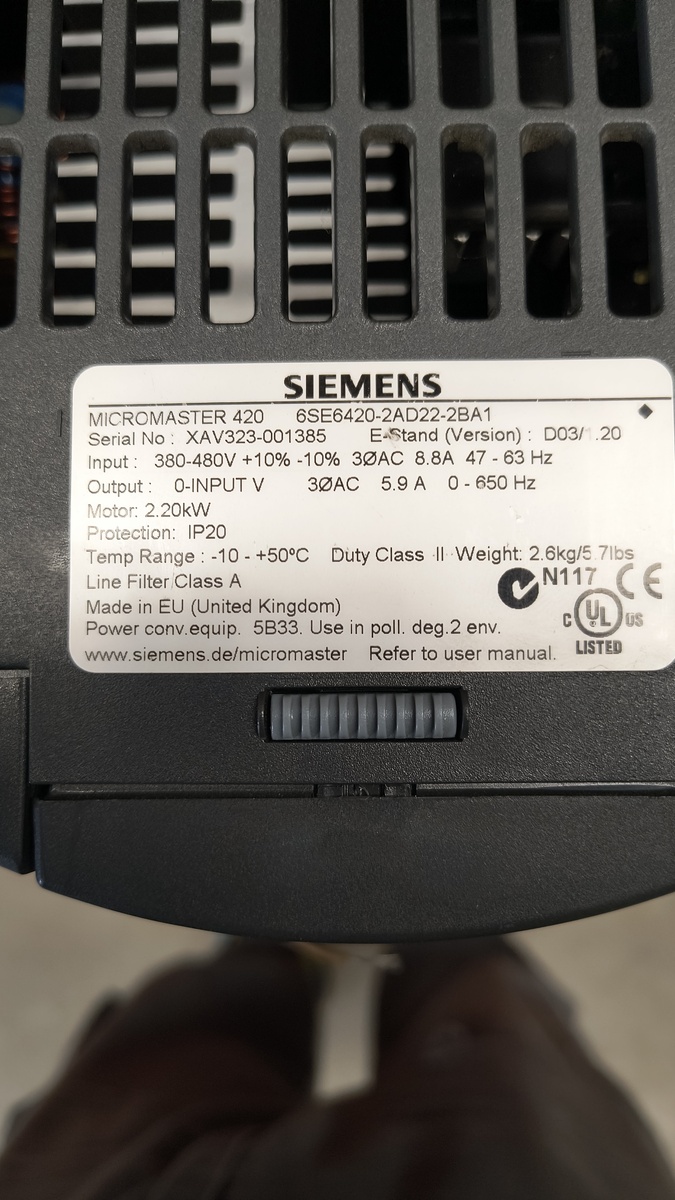 SIEMENS
MICROMASTER 420 6SE6420-2AD22-2BA1
Serial No : XAV323-001385 E-Stand (Version) : D03/ .20
Input : 380-480V +10% -10% 3ØAC 8.8A 47 - 63 Hz
Output : 0-INPUT V 3ØAC 5.9 A 0 - 650 Hz
Motor: 2.20kW
Protection: IP20
Temp Range : -10 - +50ºC Duty Class II Weight: 2.6kg/5.7lbs
Line Filter Class A
N117 CE
Made in EU (United Kingdom)
C UL US
Power conv.equip. 5B33. Use in poll. deg.2 env.
LISTED
www.siemens.de/micromaster Refer to user manual.